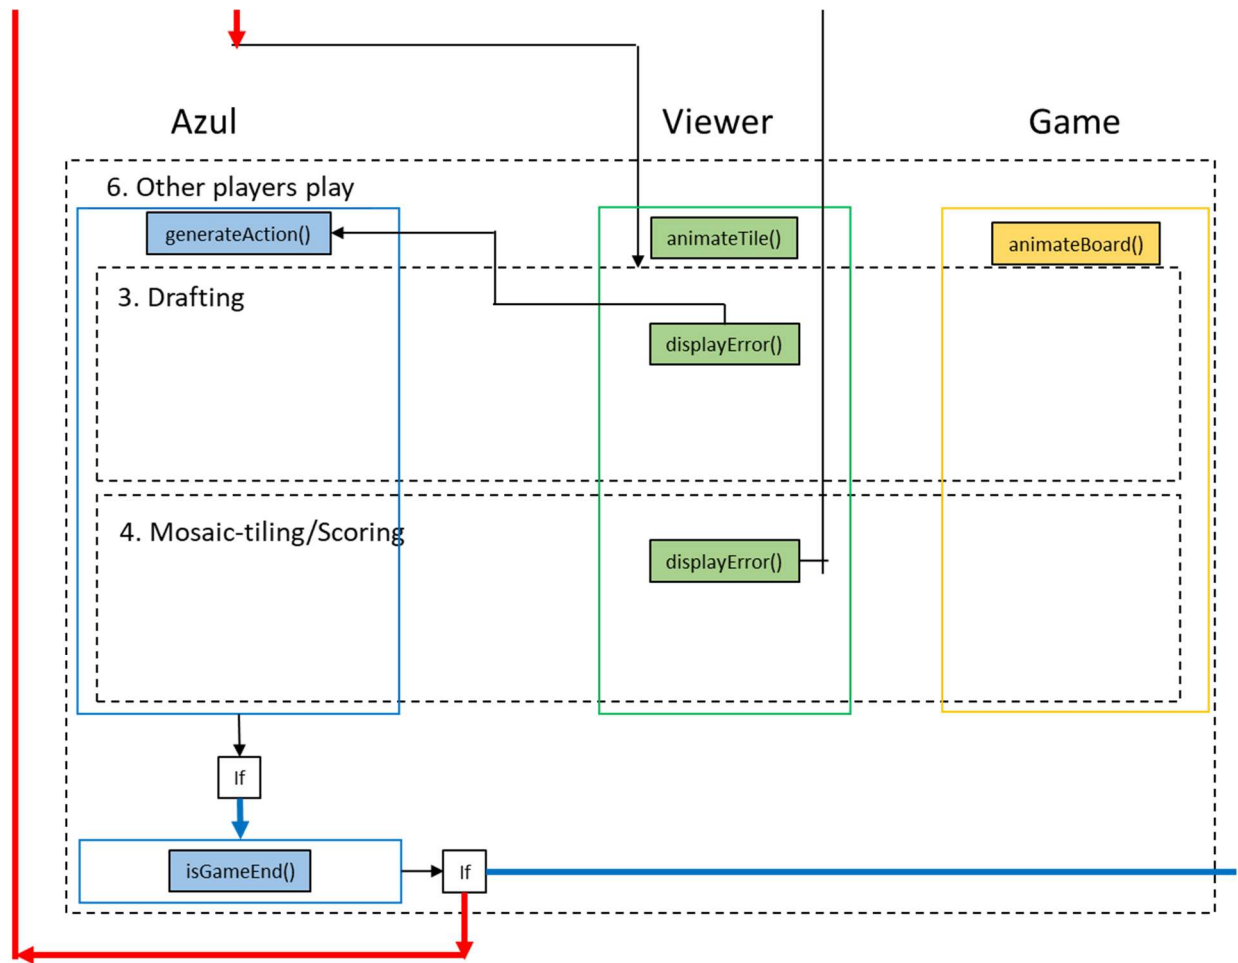 Azul
Viewer
Game
6. Other players play
generateAction()
animateTile()
animateBoard()
3. Drafting
displayError()
4. Mosaic-tiling/Scoring
displayError()
If
isGameEnd()
If